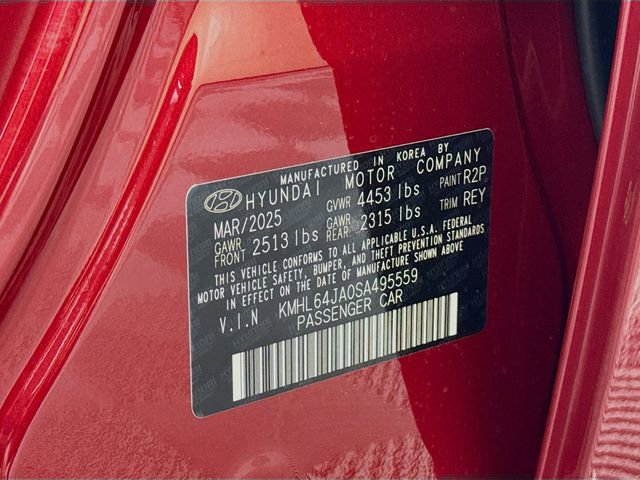 MANUFACTURED IN KOREA BY
HYUNDAI MOTOR COMPANY
MAR/2025 GVWR 4453 lbs PAINT R2P
GAWR FRONT 2513 lbs GAWR REAR 2315 lbs TRIM REY
THIS VEHICLE CONFORMS TO ALL APPLICABLE U.S.A. FEDERAL
MOTOR VEHICLE SAFETY, BUMPER, AND THEFT PREVENTION STANDARDS
IN EFFECT ON THE DATE OF MANUFACTURE SHOWN ABOVE
V.I.N KMHL64JA0SA495559
PASSENGER CAR